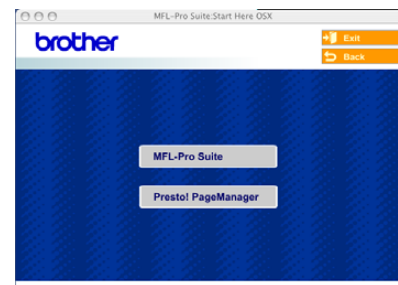 MFL-Pro Suite:Start Here OSX
brother
Exit
Back
MFL-Pro Suite
Presto! PageManager